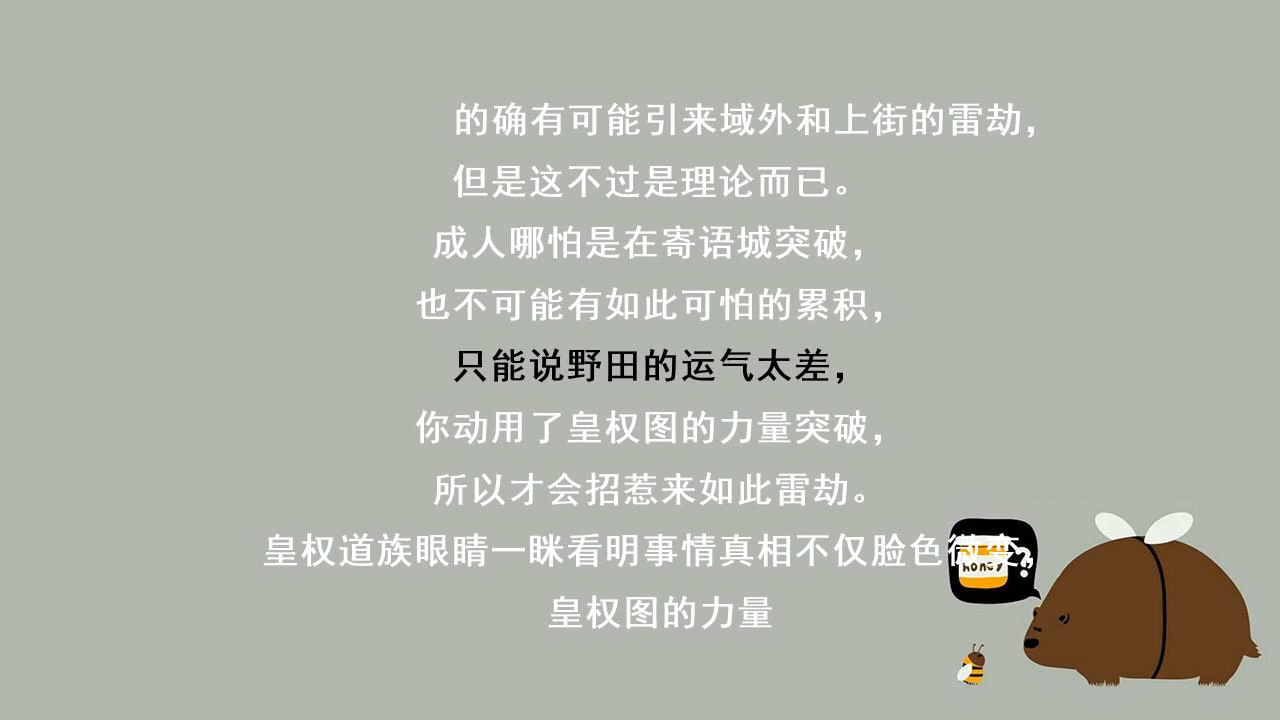 的确有可能引来域外和上街的雷劫，
但是这不过是理论而已。
成人哪怕是在寄语城突破，
也不可能有如此可怕的累积，
只能说野田的运气太差，
你动用了皇权图的力量突破，
所以才会招惹来如此雷劫。
皇权道族眼睛一眯看明事情真相不仅脸色微变，
皇权图的力量
honey?